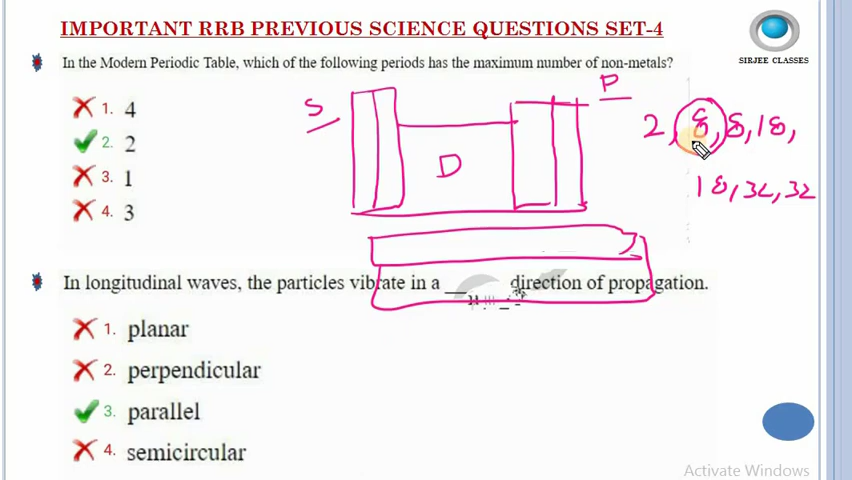 IMPORTANT RRB PREVIOUS SCIENCE QUESTIONS SET-4
SIRJEE CLASSES
In the Modern Periodic Table, which of the following periods has the maximum number of non-metals?
1. 4
2. 2
3. 1
4. 3
S
P
D
2, 8, 8, 18,
18, 32, 32
In longitudinal waves, the particles vibrate in a __ direction of propagation.
1. planar
2. perpendicular
3. parallel
4. semicircular
Activate Windows